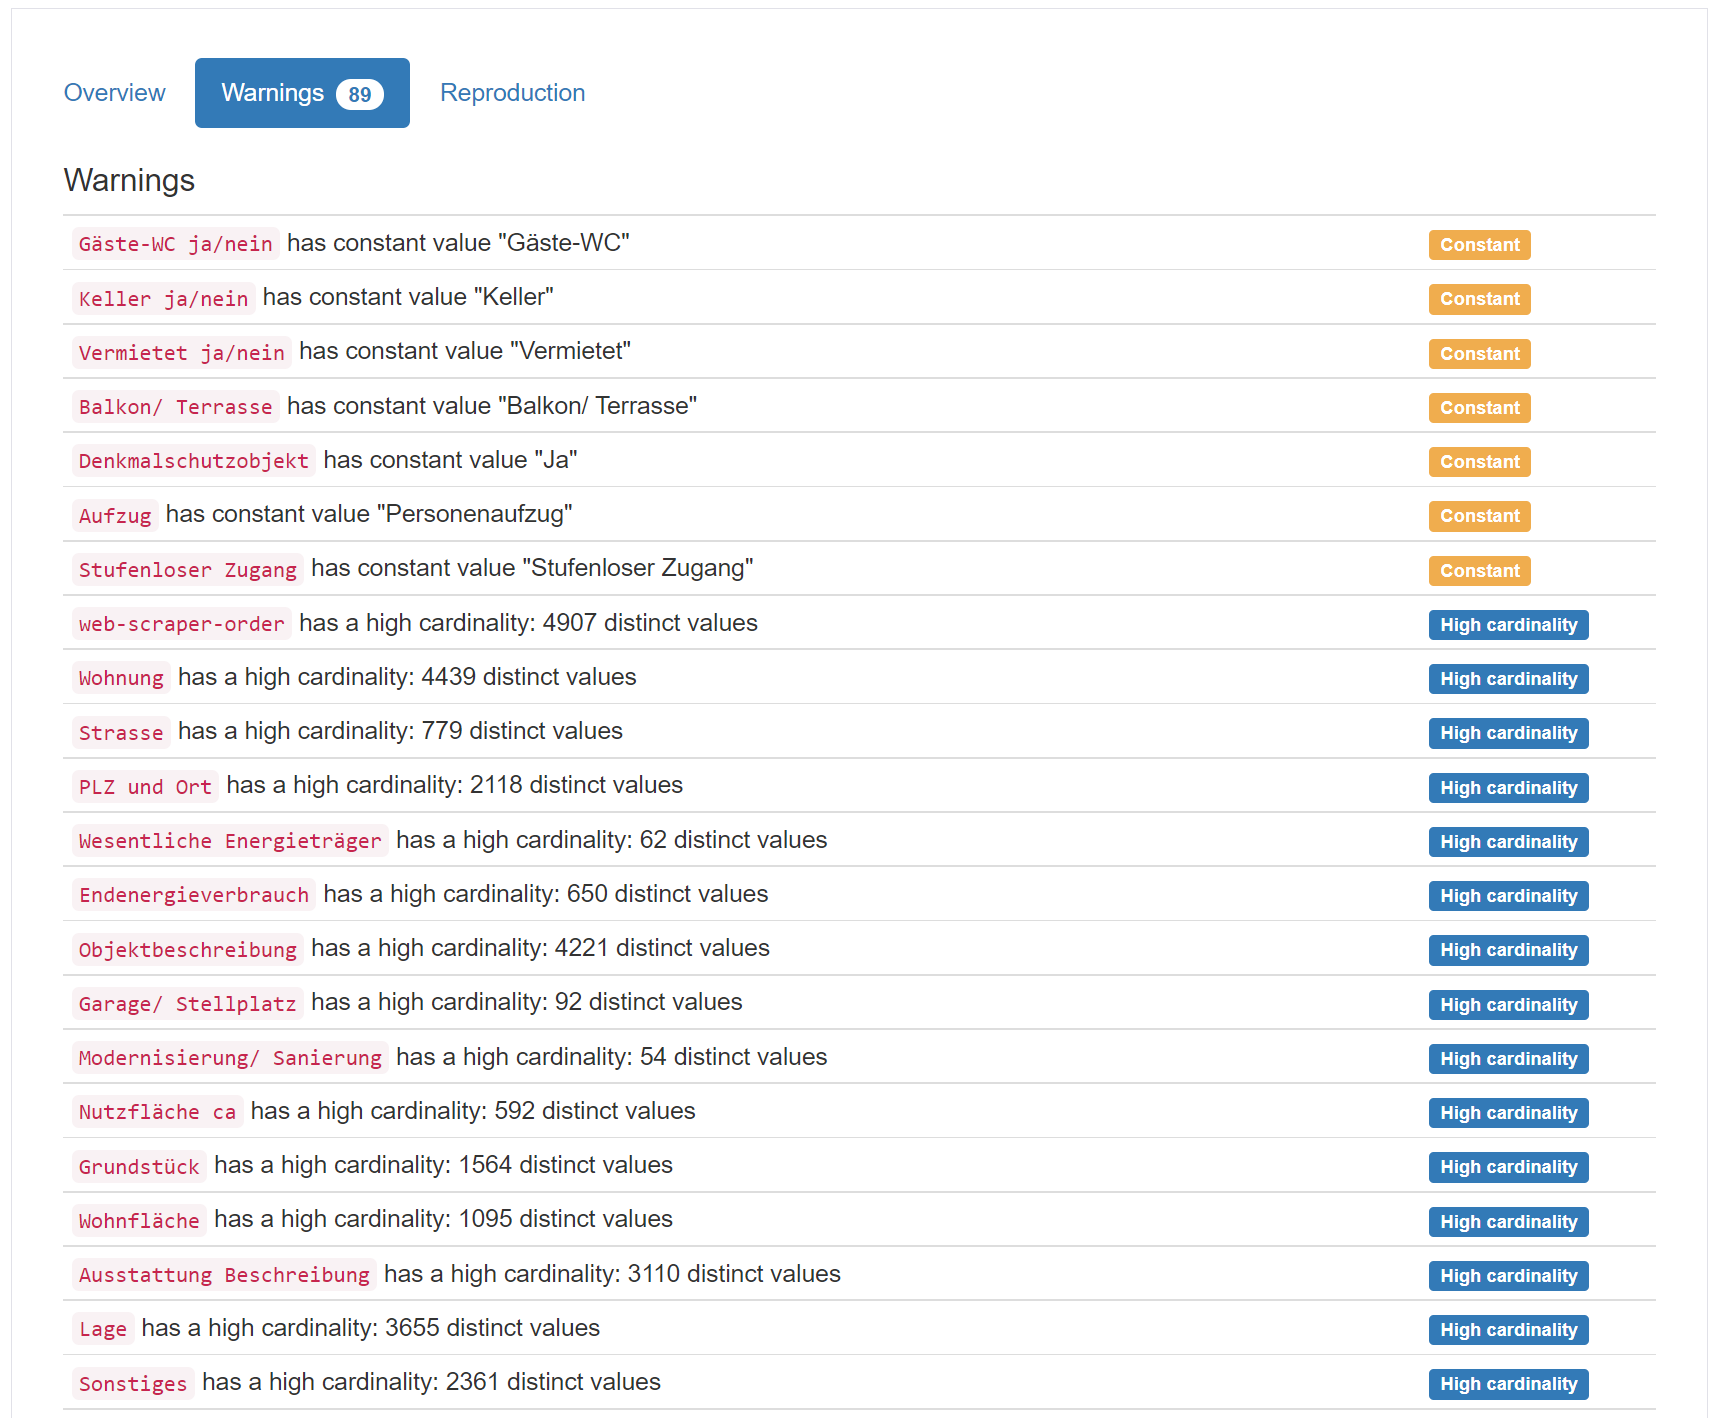 Overview Warnings 89 Reproduction
Warnings
Gäste-WC ja/nein has constant value "Gäste-WC" Constant
Keller ja/nein has constant value "Keller" Constant
Vermietet ja/nein has constant value "Vermietet" Constant
Balkon/ Terrasse has constant value "Balkon/ Terrasse" Constant
Denkmalschutzobjekt has constant value "Ja" Constant
Aufzug has constant value "Personenaufzug" Constant
Stufenloser Zugang has constant value "Stufenloser Zugang" Constant
web-scraper-order has a high cardinality: 4907 distinct values High cardinality
Wohnung has a high cardinality: 4439 distinct values High cardinality
Strasse has a high cardinality: 779 distinct values High cardinality
PLZ und Ort has a high cardinality: 2118 distinct values High cardinality
Wesentliche Energieträger has a high cardinality: 62 distinct values High cardinality
Endenergieverbrauch has a high cardinality: 650 distinct values High cardinality
Objektbeschreibung has a high cardinality: 4221 distinct values High cardinality
Garage/ Stellplatz has a high cardinality: 92 distinct values High cardinality
Modernisierung/ Sanierung has a high cardinality: 54 distinct values High cardinality
Nutzfläche ca has a high cardinality: 592 distinct values High cardinality
Grundstück has a high cardinality: 1564 distinct values High cardinality
Wohnfläche has a high cardinality: 1095 distinct values High cardinality
Ausstattung Beschreibung has a high cardinality: 3110 distinct values High cardinality
Lage has a high cardinality: 3655 distinct values High cardinality
Sonstiges has a high cardinality: 2361 distinct values High cardinality